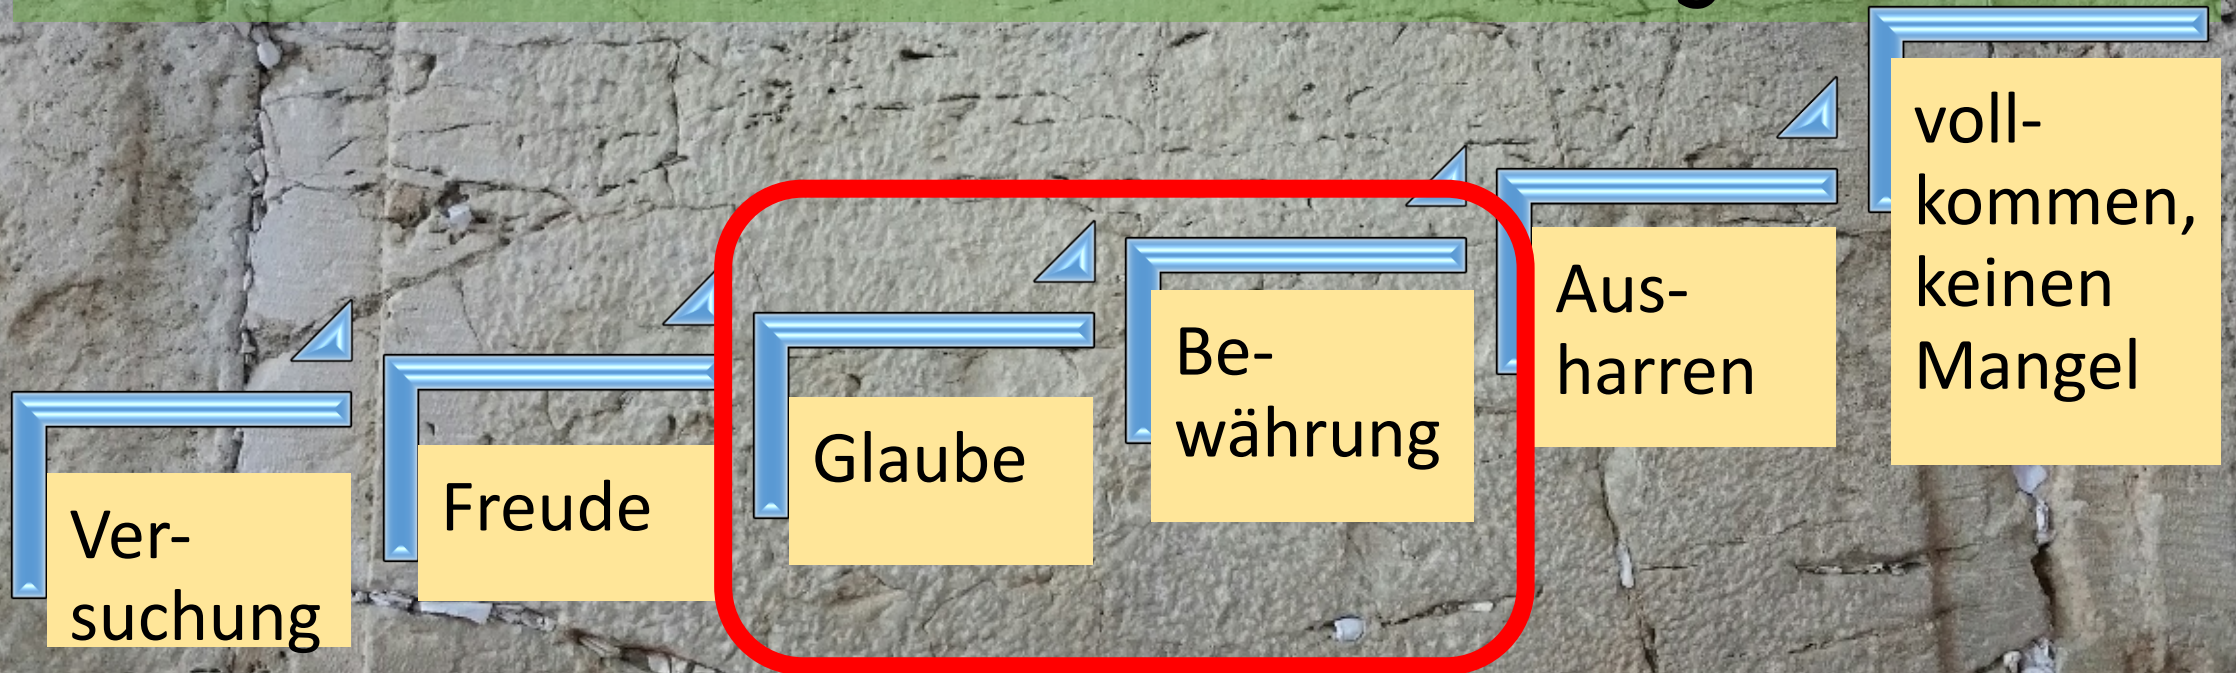 Ver-
suchung
Freude
Glaube
Be-
währung
Aus-
harren
voll-
kommen,
keinen
Mangel